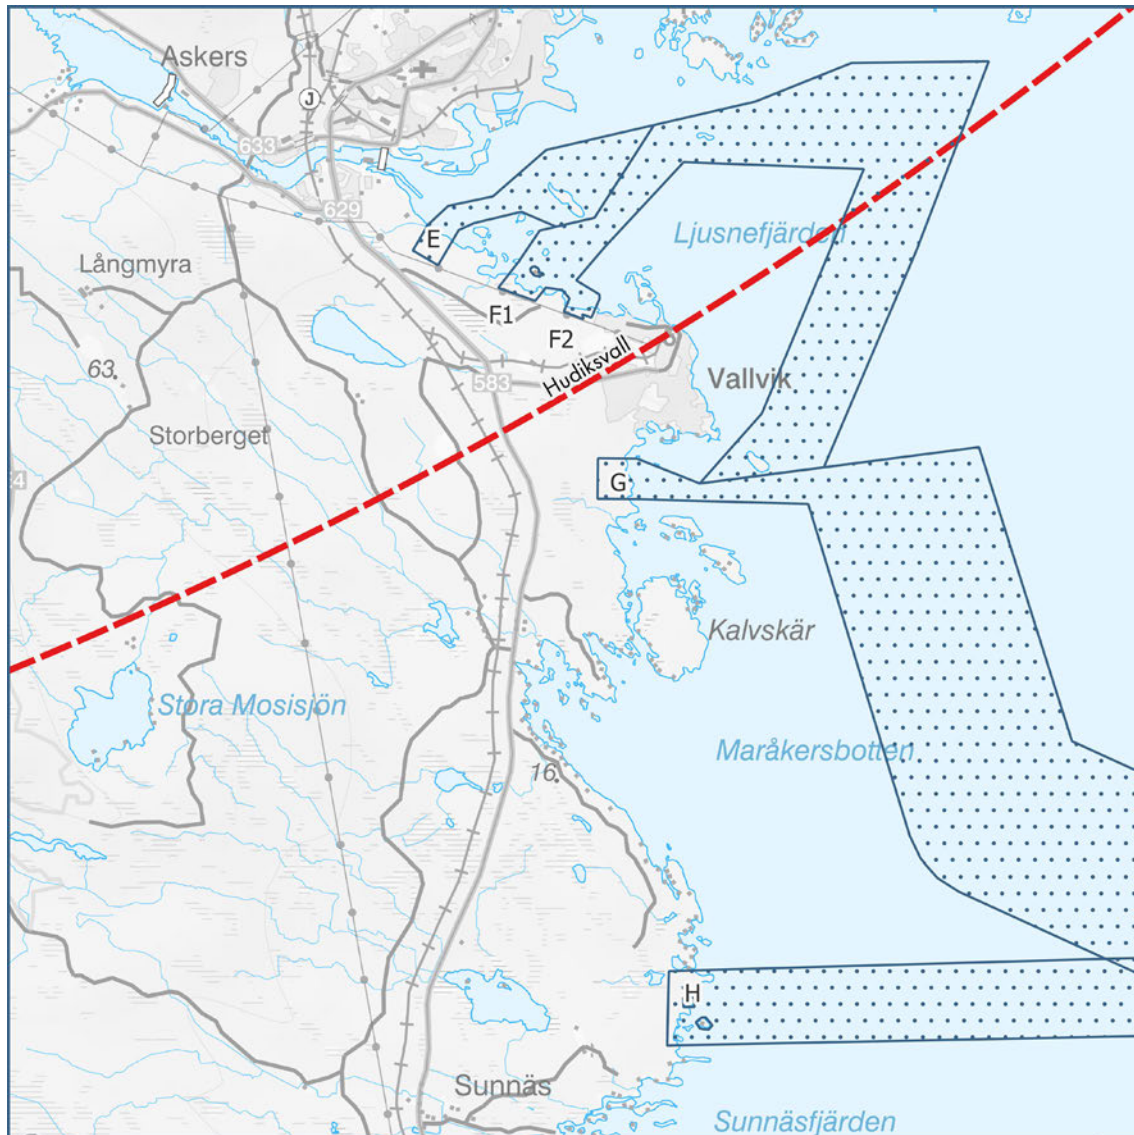 Askers
J
633
629
E
Ljusnefjärden
Långmyra
F1
F2
63
Hudiksvall
583
Vallvik
Storberget
G
4
Kalvskär
Stora Mosisjön
Maråkersbotten
16
H
Sunnäs
Sunnäsfjärden